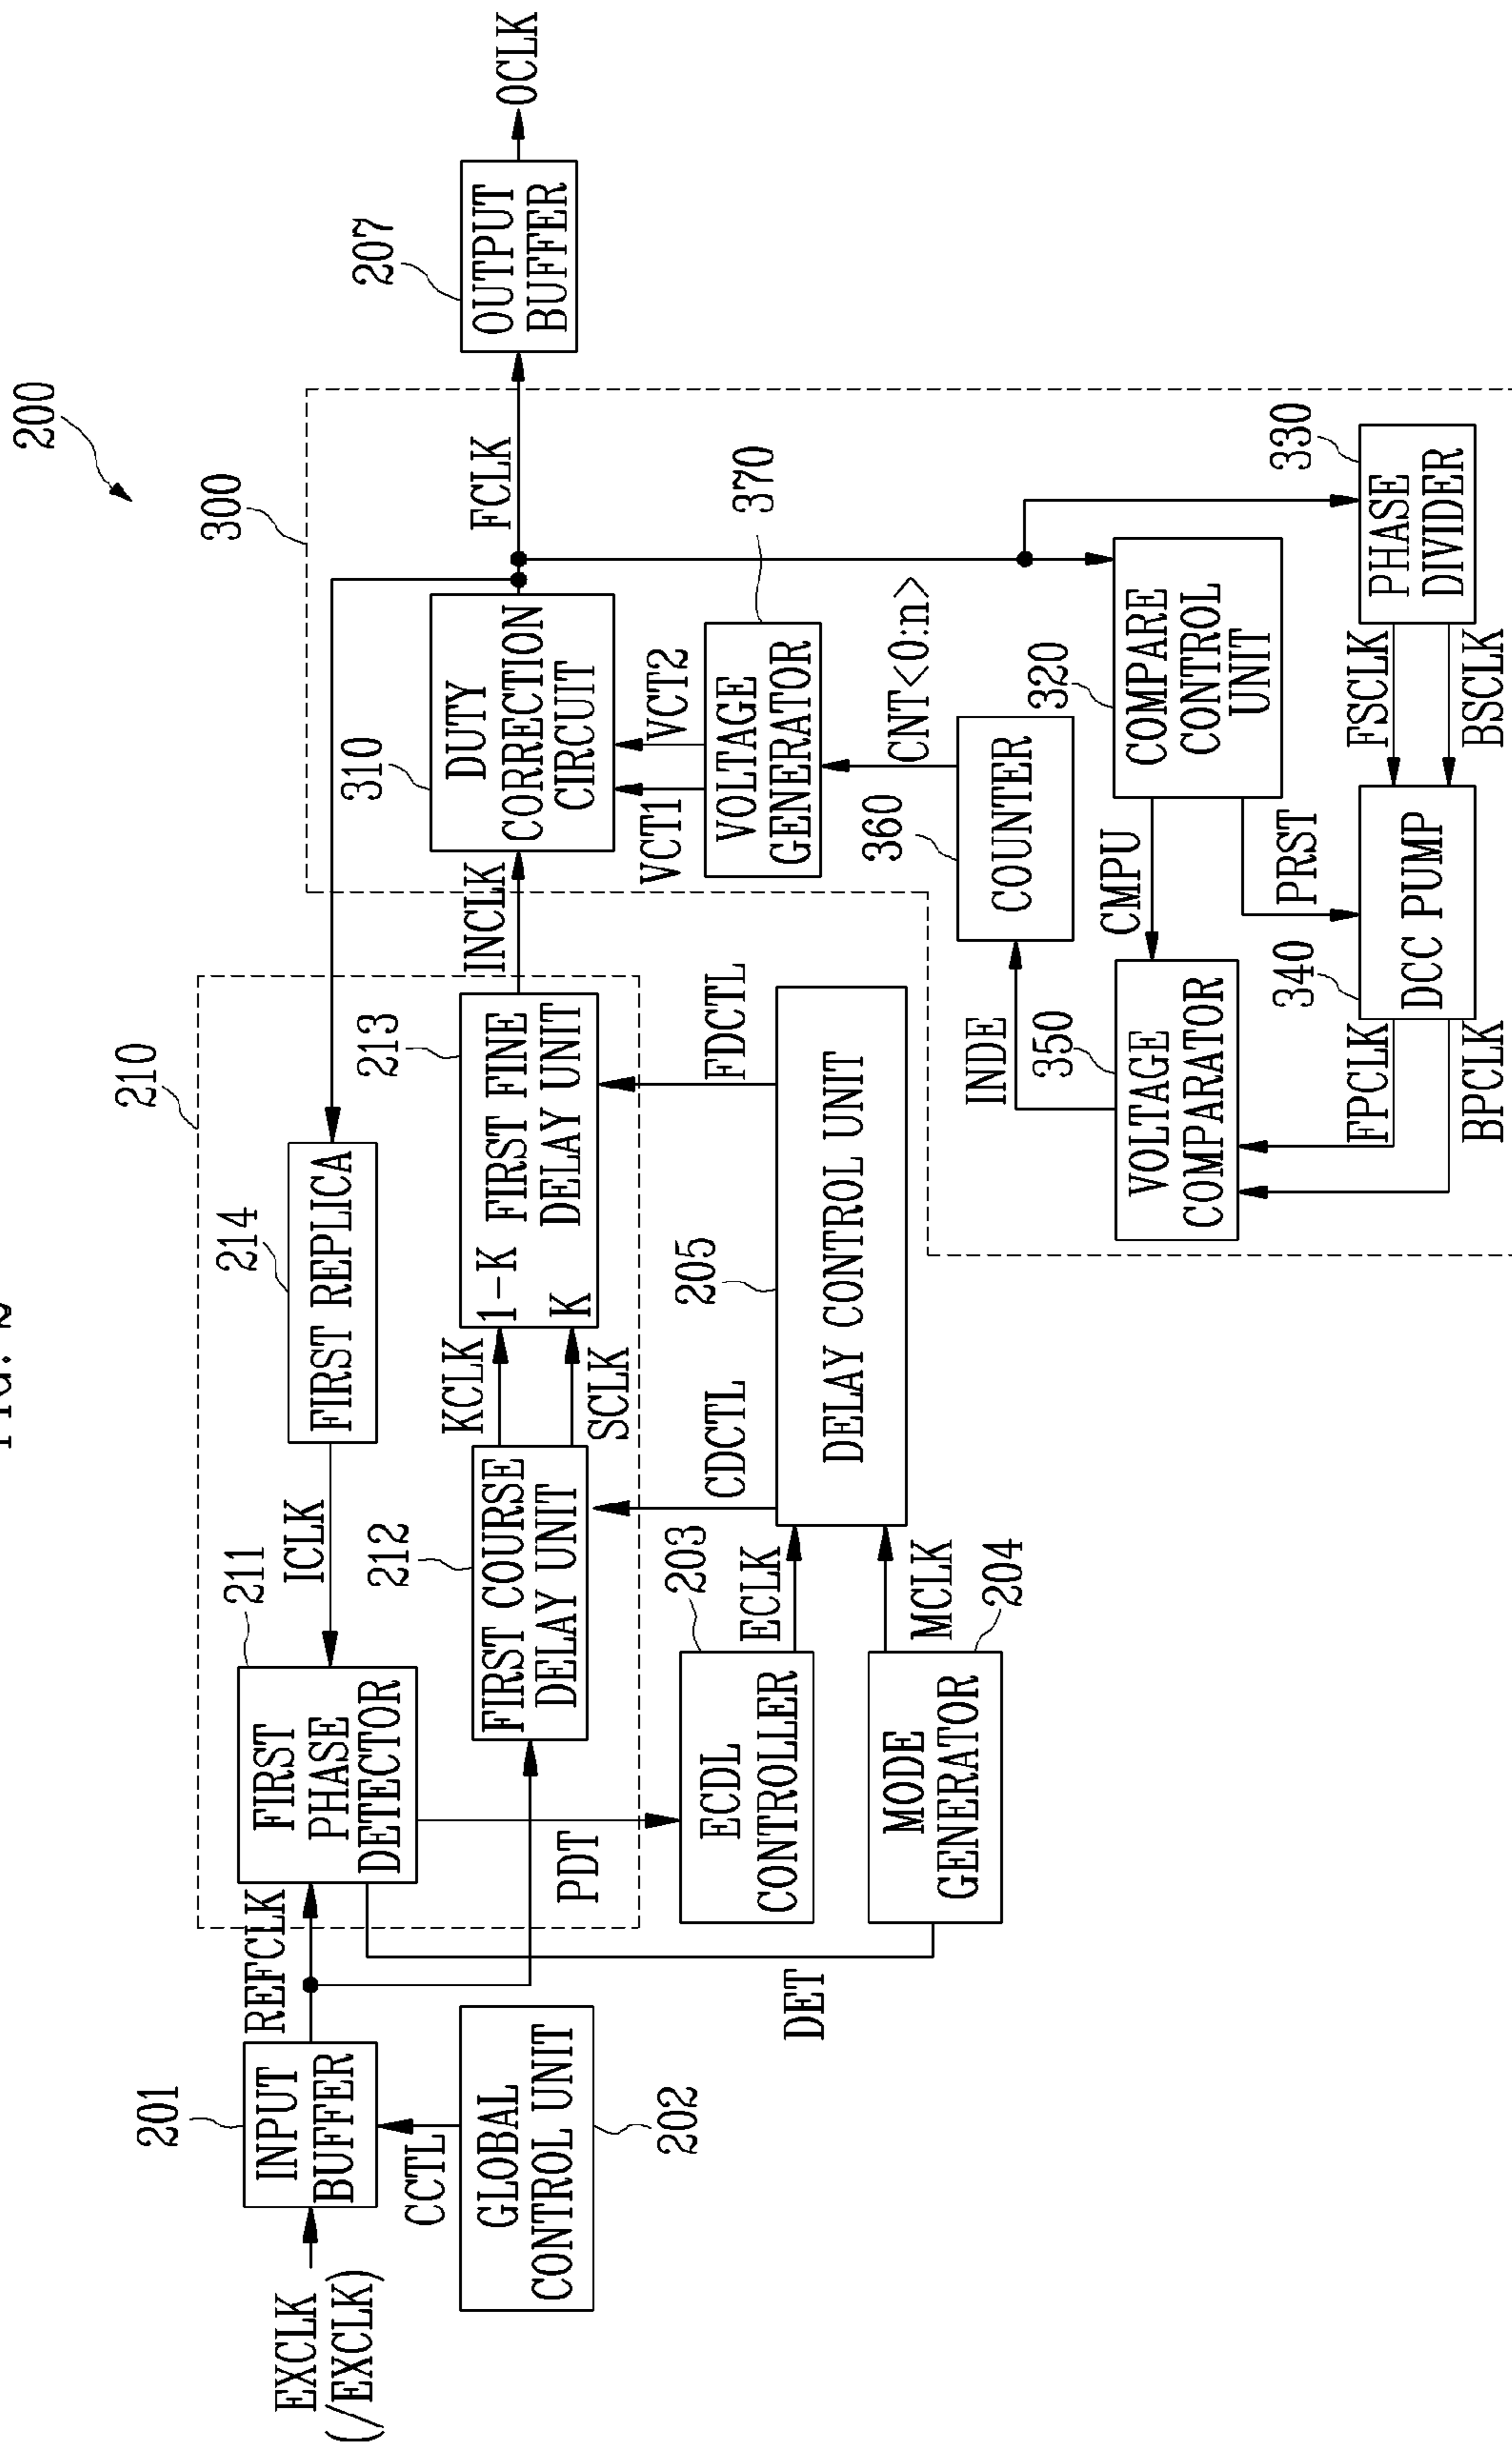 200
EXCLK
(/EXCLK)
201
INPUT
BUFFER
CCTL
GLOBAL
CONTROL UNIT
202
REFCLK
210
211
FIRST
PHASE
DETECTOR
ICLK
214
FIRST REPLICA
212
FIRST COURSE
DELAY UNIT
KCLK
SCLK
213
1-K
K
FIRST FINE
DELAY UNIT
INCLK
PDT
DET
203
ECDL
CONTROLLER
ECLK
MODE
GENERATOR
MCLK
204
CDCTL
FDCTL
205
DELAY CONTROL UNIT
300
310
DUTY
CORRECTION
CIRCUIT
FCLK
207
OUTPUT
BUFFER
OCLK
VCT1
VCT2
370
VOLTAGE
GENERATOR
CNT<0:n>
360
COUNTER
INDE
350
VOLTAGE
COMPARATOR
CMPU
320
COMPARE
CONTROL
UNIT
PRST
340
DCC PUMP
FPCLK
BPCLK
FSCLK
BSCLK
330
PHASE
DIVIDER